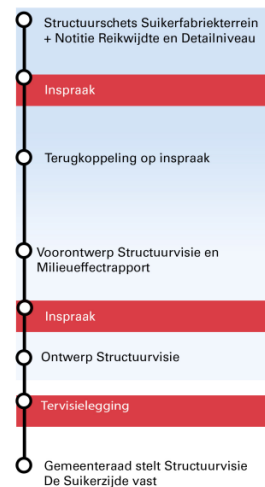 Structuurschets Suikerfabriekterrein
+ Notitie Reikwijdte en Detailniveau
Inspraak
Terugkoppeling op inspraak
Voorontwerp Structuurvisie en
Milieueffectrapport
Inspraak
Ontwerp Structuurvisie
Tervisielegging
Gemeenteraad stelt Structuurvisie
De Suikerzijde vast